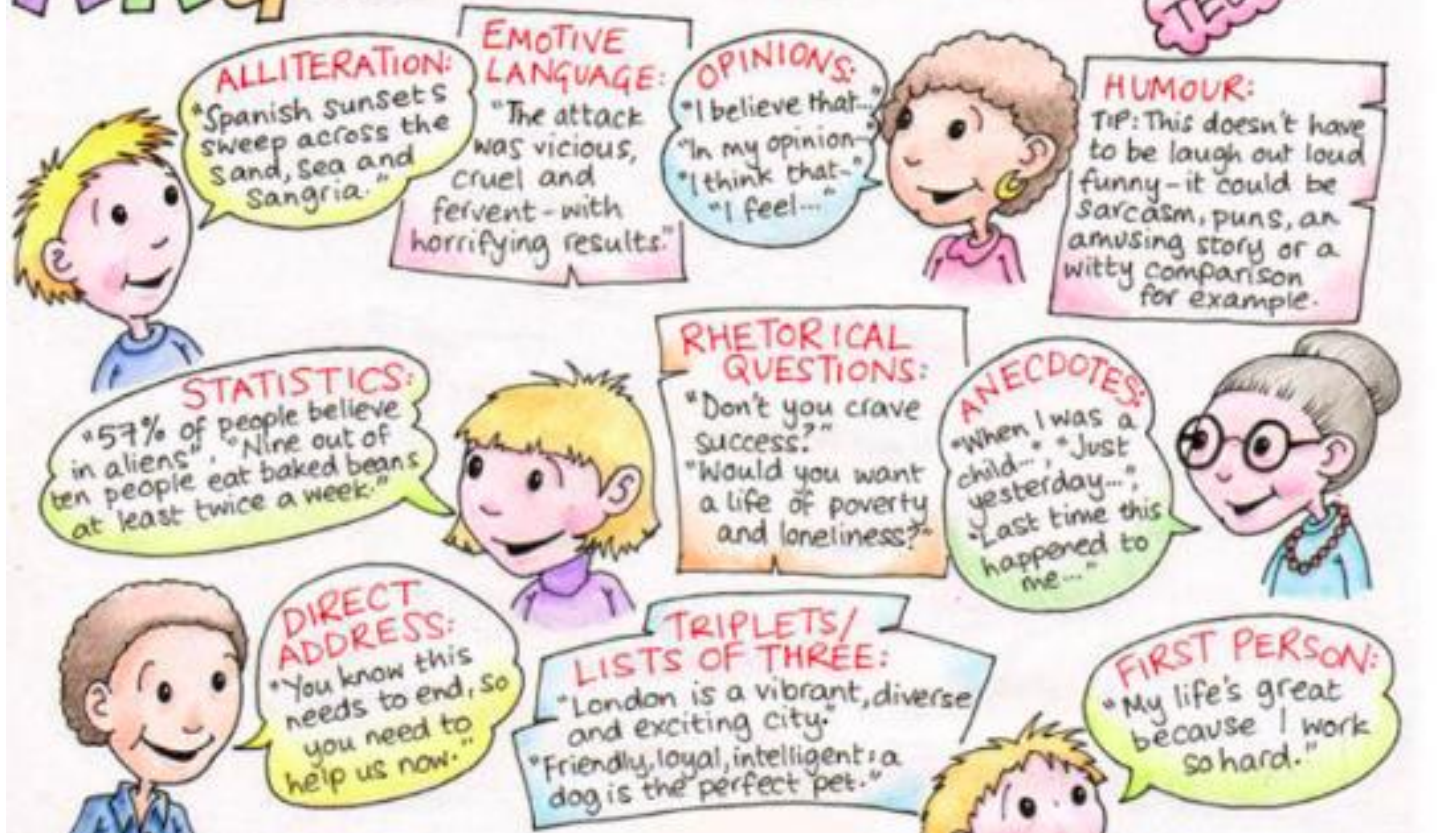 ALLITERATION:
"Spanish sunsets
sweep across the
sand, sea and
sangria."
EMOTIVE
LANGUAGE:
"The attack
was vicious,
cruel and
fervent - with
horrifying results."
OPINIONS:
"I believe that..."
"In my opinion-
"I think that-"
"I feel..."
HUMOUR:
TIP: This doesn't have
to be laugh out loud
funny - it could be
sarcasm, puns, an
amusing story or a
witty comparison
for example.
STATISTICS:
"57% of people believe
in aliens", "Nine out of
ten people eat baked beans
at least twice a week."
RHETORICAL
QUESTIONS:
"Don't you crave
success?"
"Would you want
a life of poverty
and loneliness?"
ANECDOTES:
"When I was a
child...", "Just
yesterday...",
"Last time this
happened to
me..."
DIRECT
ADDRESS:
"You know this
needs to end, so
you need to
help us now."
TRIPLETS/
LISTS OF THREE:
"London is a vibrant, diverse
and exciting city."
"Friendly, loyal, intelligent: a
dog is the perfect pet."
FIRST PERSON:
"My life's great
because I work
so hard."